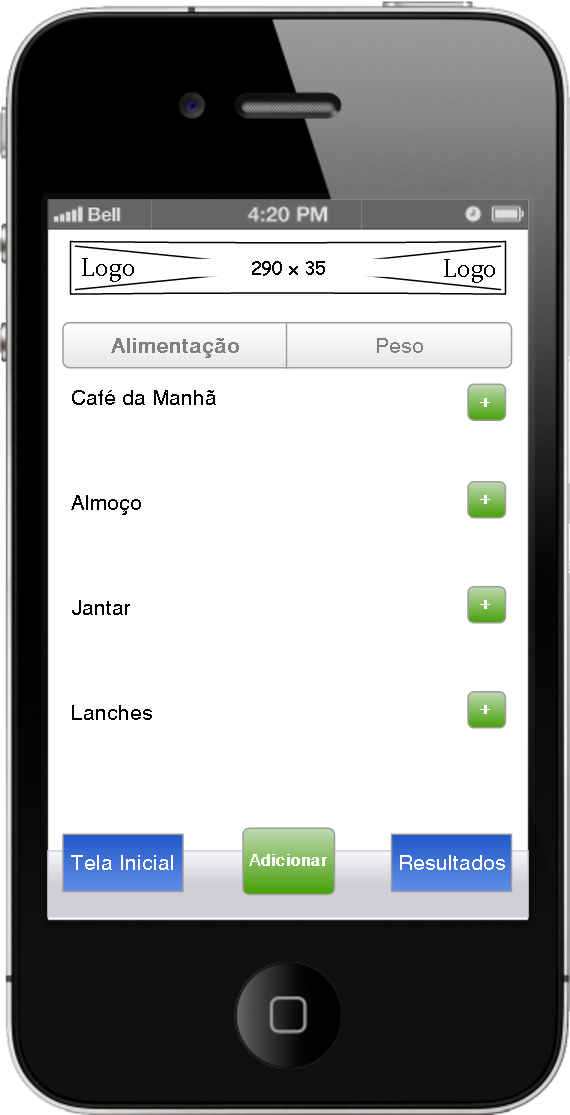 Bell 4:20 PM
Logo 290 x 35 Logo
Alimentação Peso
Café da Manhã +
Almoço +
Jantar +
Lanches +
Tela Inicial Adicionar Resultados